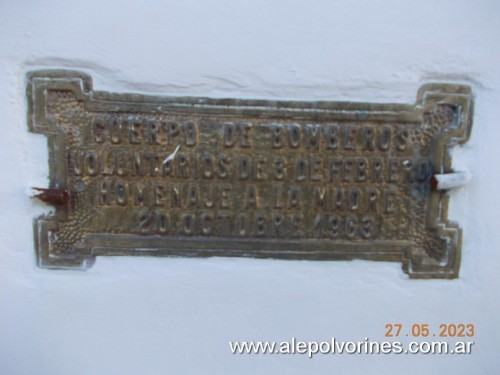 CUERPO DE BOMBEROS
VOLUNTARIOS DE 3 DE FEBRERO
HOMENAJE A LA MADRE
20 OCTUBRE 1963
27.05.2023
www.alepolvorines.com.ar